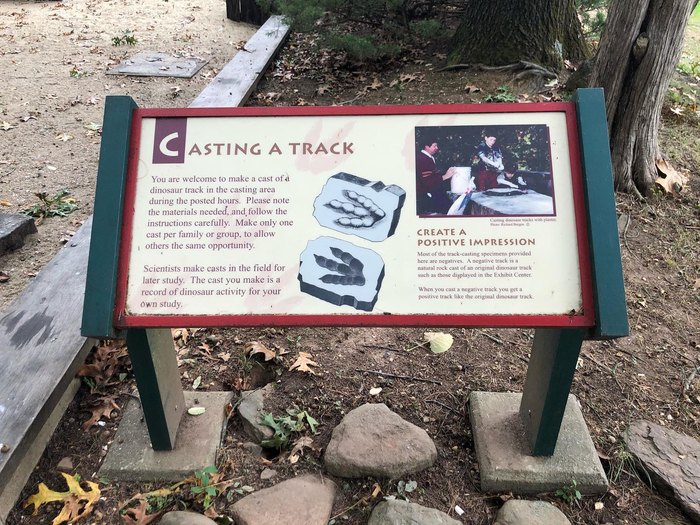 CASTING A TRACK
You are welcome to make a cast of a
dinosaur track in the casting area
during the posted hours. Please note
the materials needed, and follow the
instructions carefully. Make only one
cast per family or group, to allow
others the same opportunity.
Scientists make casts in the field for
later study. The cast you make is a
record of dinosaur activity for your
own study.
Casting dinosaur tracks with plaster.
CREATE A
POSITIVE IMPRESSION
Most of the track-casting specimens provided
here are negatives. A negative track is a
natural rock cast of an original dinosaur track
such as those displayed in the Exhibit Center.
When you cast a negative track you get a
positive track like the original dinosaur track.